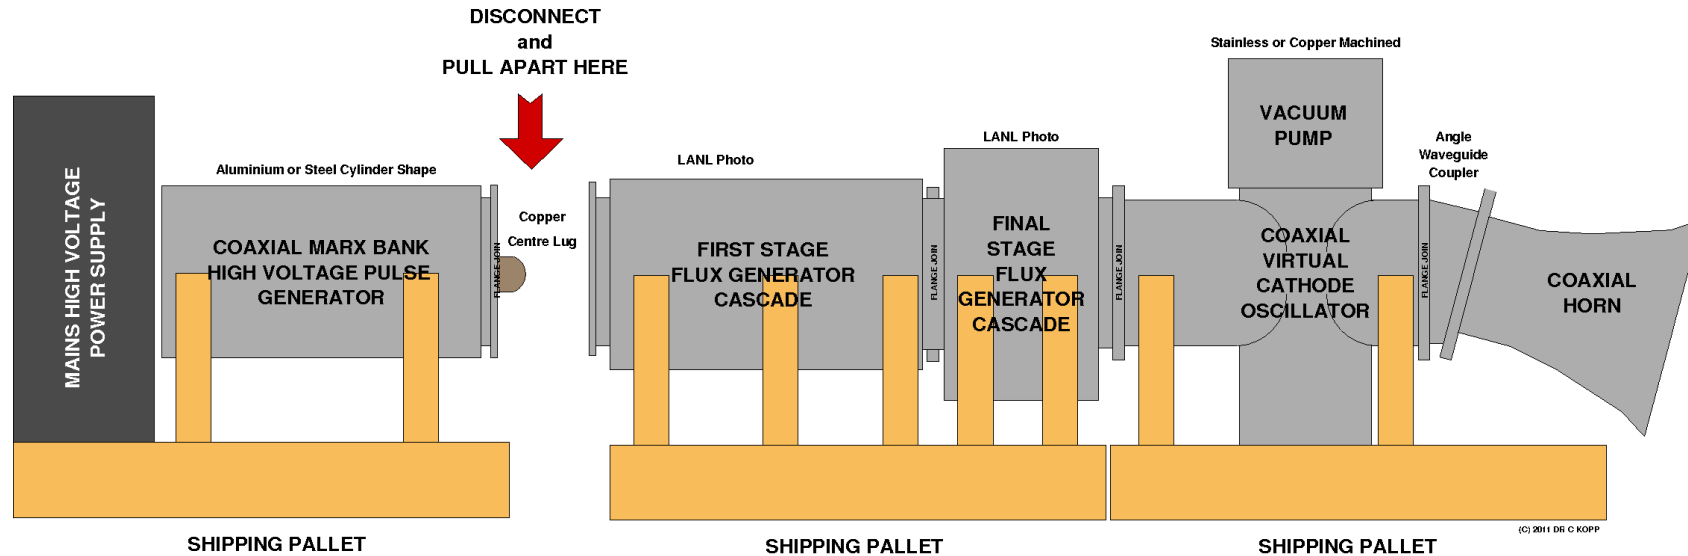 DISCONNECT
and
PULL APART HERE
Stainless or Copper Machined
VACUUM
PUMP
LANL Photo
LANL Photo
Angle
Waveguide
Coupler
Aluminium or Steel Cylinder Shape
MAINS HIGH VOLTAGE
POWER SUPPLY
COAXIAL MARX BANK
HIGH VOLTAGE PULSE
GENERATOR
FLANGE JOIN
Copper
Centre Lug
FIRST STAGE
FLUX GENERATOR
CASCADE
FLANGE JOIN
FINAL
STAGE
FLUX
GENERATOR
CASCADE
FLANGE JOIN
COAXIAL
VIRTUAL
CATHODE
OSCILLATOR
FLANGE JOIN
COAXIAL
HORN
(C) 2011 DR C KOPP
SHIPPING PALLET
SHIPPING PALLET
SHIPPING PALLET